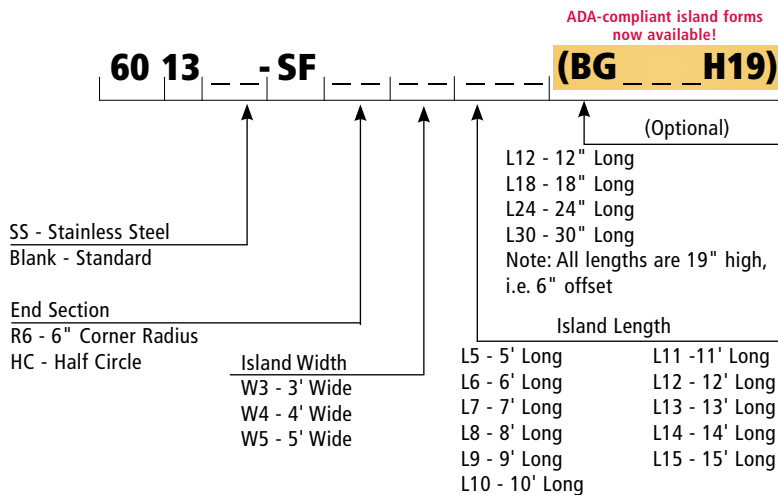 ADA-compliant island forms
now available!
60 13 _ _ - SF _ _ _ _ _ _ _ (BG _ _ _ H19)
(Optional)
L12 - 12" Long
L18 - 18" Long
L24 - 24" Long
L30 - 30" Long
Note: All lengths are 19" high,
i.e. 6" offset
SS - Stainless Steel
Blank - Standard
End Section
R6 - 6" Corner Radius
HC - Half Circle
Island Width
W3 - 3' Wide
W4 - 4' Wide
W5 - 5' Wide
Island Length
L5 - 5' Long
L6 - 6' Long
L7 - 7' Long
L8 - 8' Long
L9 - 9' Long
L10 - 10' Long
L11 -11' Long
L12 - 12' Long
L13 - 13' Long
L14 - 14' Long
L15 - 15' Long